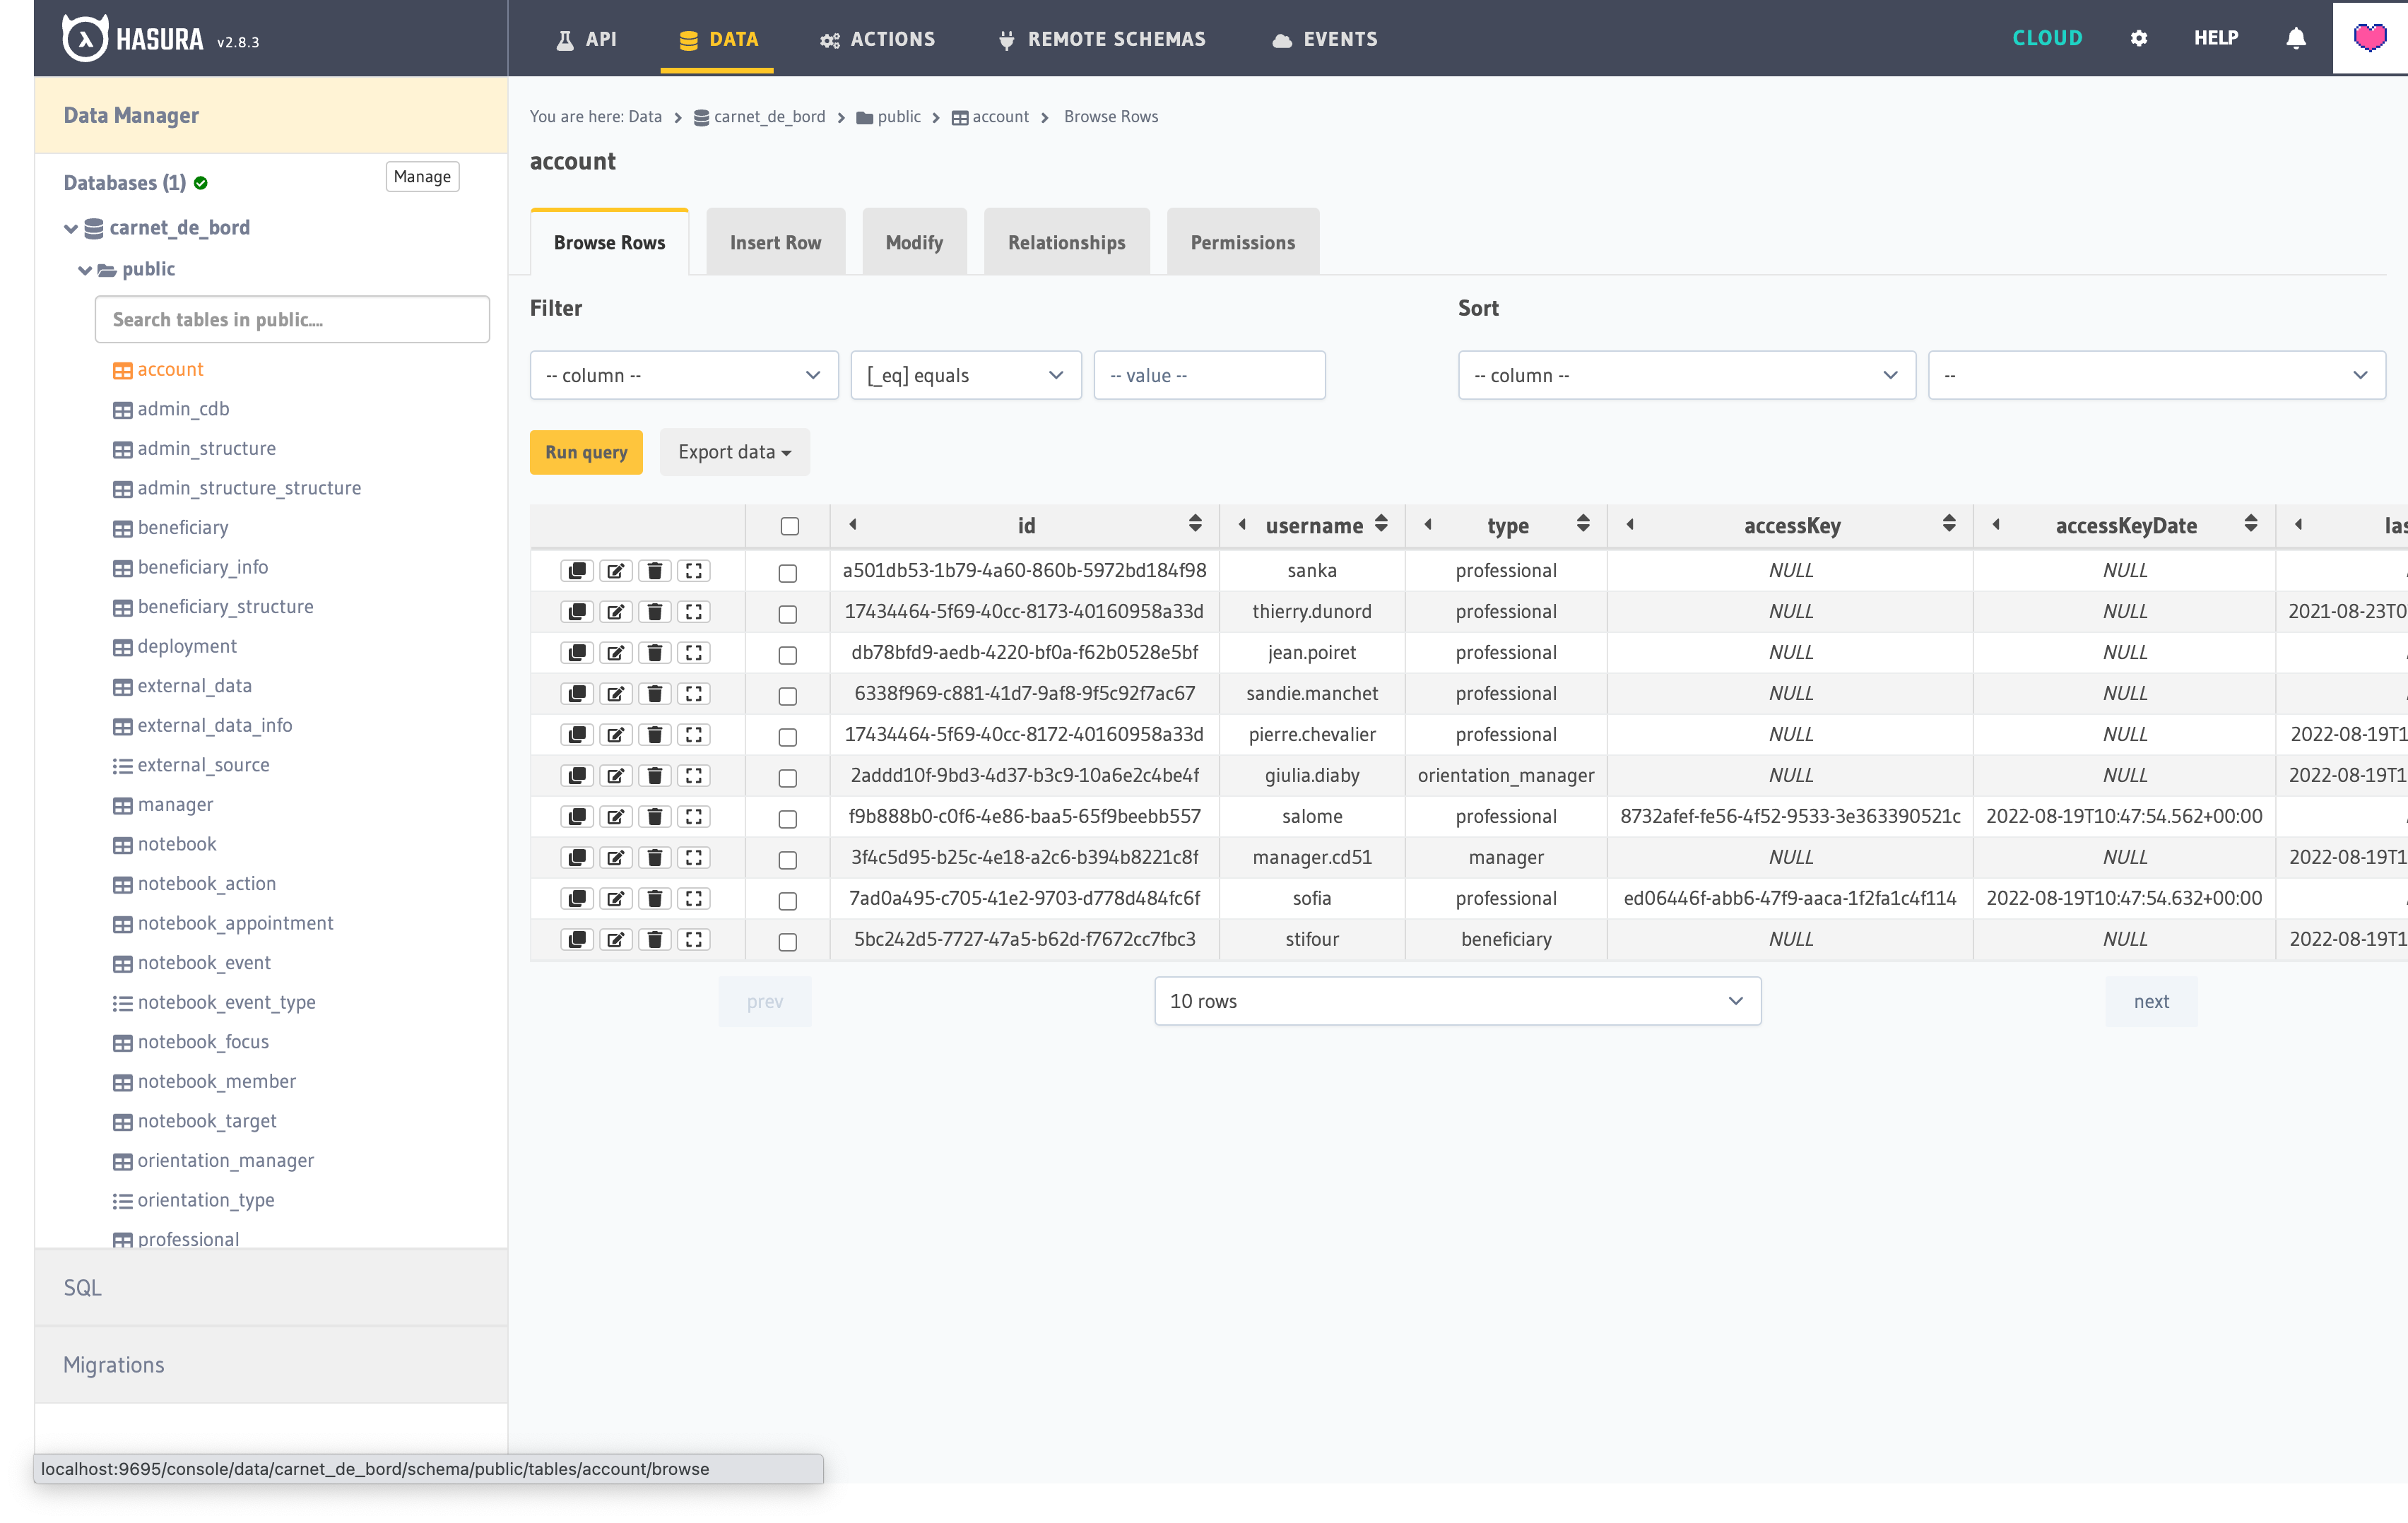 HASURA v2.8.3
API
DATA
ACTIONS
REMOTE SCHEMAS
EVENTS
CLOUD
HELP
Data Manager
Databases (1)
Manage
carnet_de_bord
public
Search tables in public....
account
admin_cdb
admin_structure
admin_structure_structure
beneficiary
beneficiary_info
beneficiary_structure
deployment
external_data
external_data_info
external_source
manager
notebook
notebook_action
notebook_appointment
notebook_event
notebook_event_type
notebook_focus
notebook_member
notebook_target
orientation_manager
orientation_type
professional
SQL
Migrations
You are here: Data carnet_de_bord public account Browse Rows
account
Browse Rows
Insert Row
Modify
Relationships
Permissions
Filter
Sort
-- column -- [_eq] equals -- value --
-- column -- --
Run query Export data
id username type accessKey accessKeyDate las
a501db53-1b79-4a60-860b-5972bd184f98 sanka professional NULL NULL
17434464-5f69-40cc-8173-40160958a33d thierry.dunord professional NULL NULL 2021-08-23T0
db78bfd9-aedb-4220-bf0a-f62b0528e5bf jean.poiret professional NULL NULL
6338f969-c881-41d7-9af8-9f5c92f7ac67 sandie.manchet professional NULL NULL
17434464-5f69-40cc-8172-40160958a33d pierre.chevalier professional NULL NULL 2022-08-19T1
2addd10f-9bd3-4d37-b3c9-10a6e2c4be4f giulia.diaby orientation_manager NULL NULL 2022-08-19T1
f9b888b0-c0f6-4e86-baa5-65f9beebb557 salome professional 8732afef-fe56-4f52-9533-3e363390521c 2022-08-19T10:47:54.562+00:00
3f4c5d95-b25c-4e18-a2c6-b394b8221c8f manager.cd51 manager NULL NULL 2022-08-19T1
7ad0a495-c705-41e2-9703-d778d484fc6f sofia professional ed06446f-abb6-47f9-aaca-1f2fa1c4f114 2022-08-19T10:47:54.632+00:00
5bc242d5-7727-47a5-b62d-f7672cc7fbc3 stifour beneficiary NULL NULL 2022-08-19T1
prev 10 rows next
localhost:9695/console/data/carnet_de_bord/schema/public/tables/account/browse